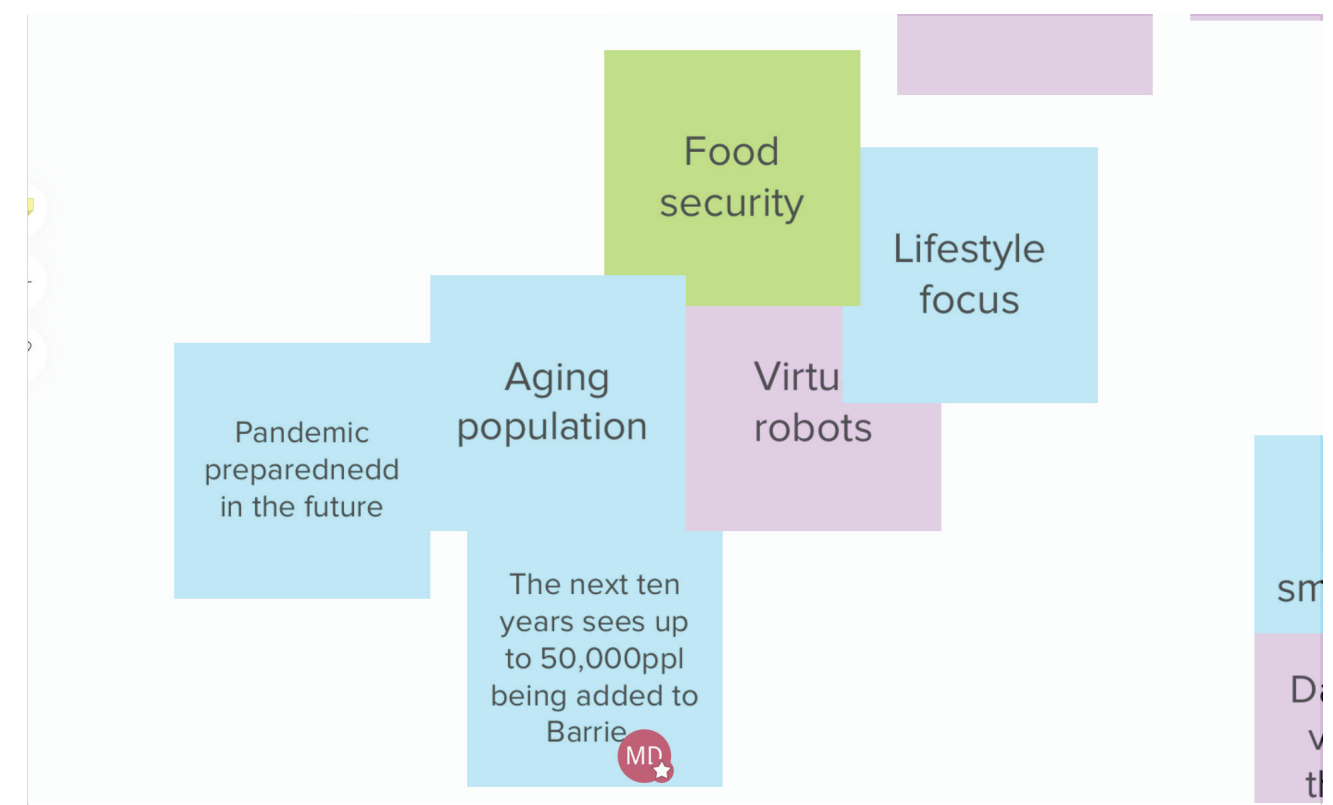 Food
security
Lifestyle
focus
Aging
population
robots
Pandemic
preparednedd
in the future
The next ten
years sees up
to 50,000ppl
being added to
Barrie
MD